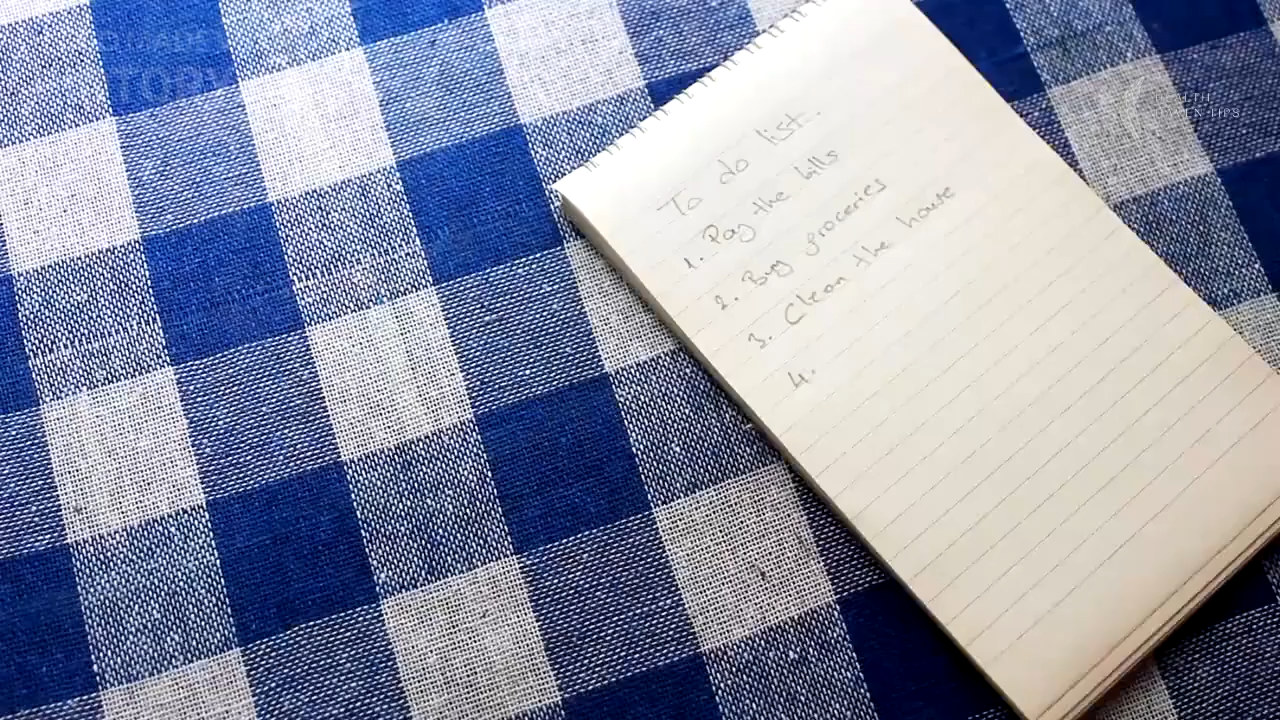 To do list.
1. Pay the bills
2. Buy groceries
3. Clean the house
4.